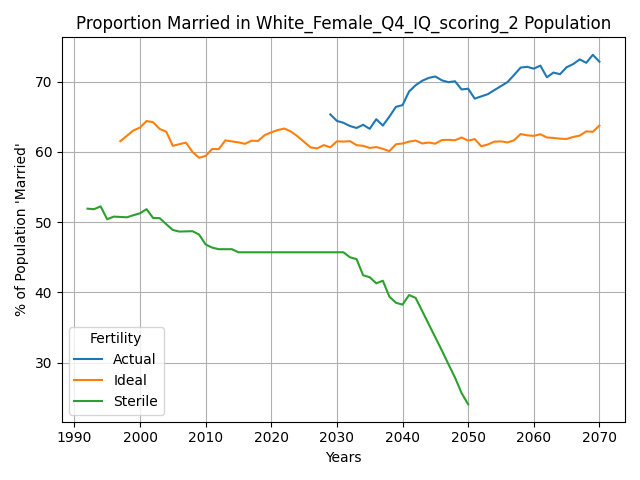 Proportion Married in White_Female_Q4_IQ_scoring_2 Population
% of Population 'Married'
70
60
50
40
30
Fertility
Actual
Ideal
Sterile
1990 2000 2010 2020 2030 2040 2050 2060 2070
Years